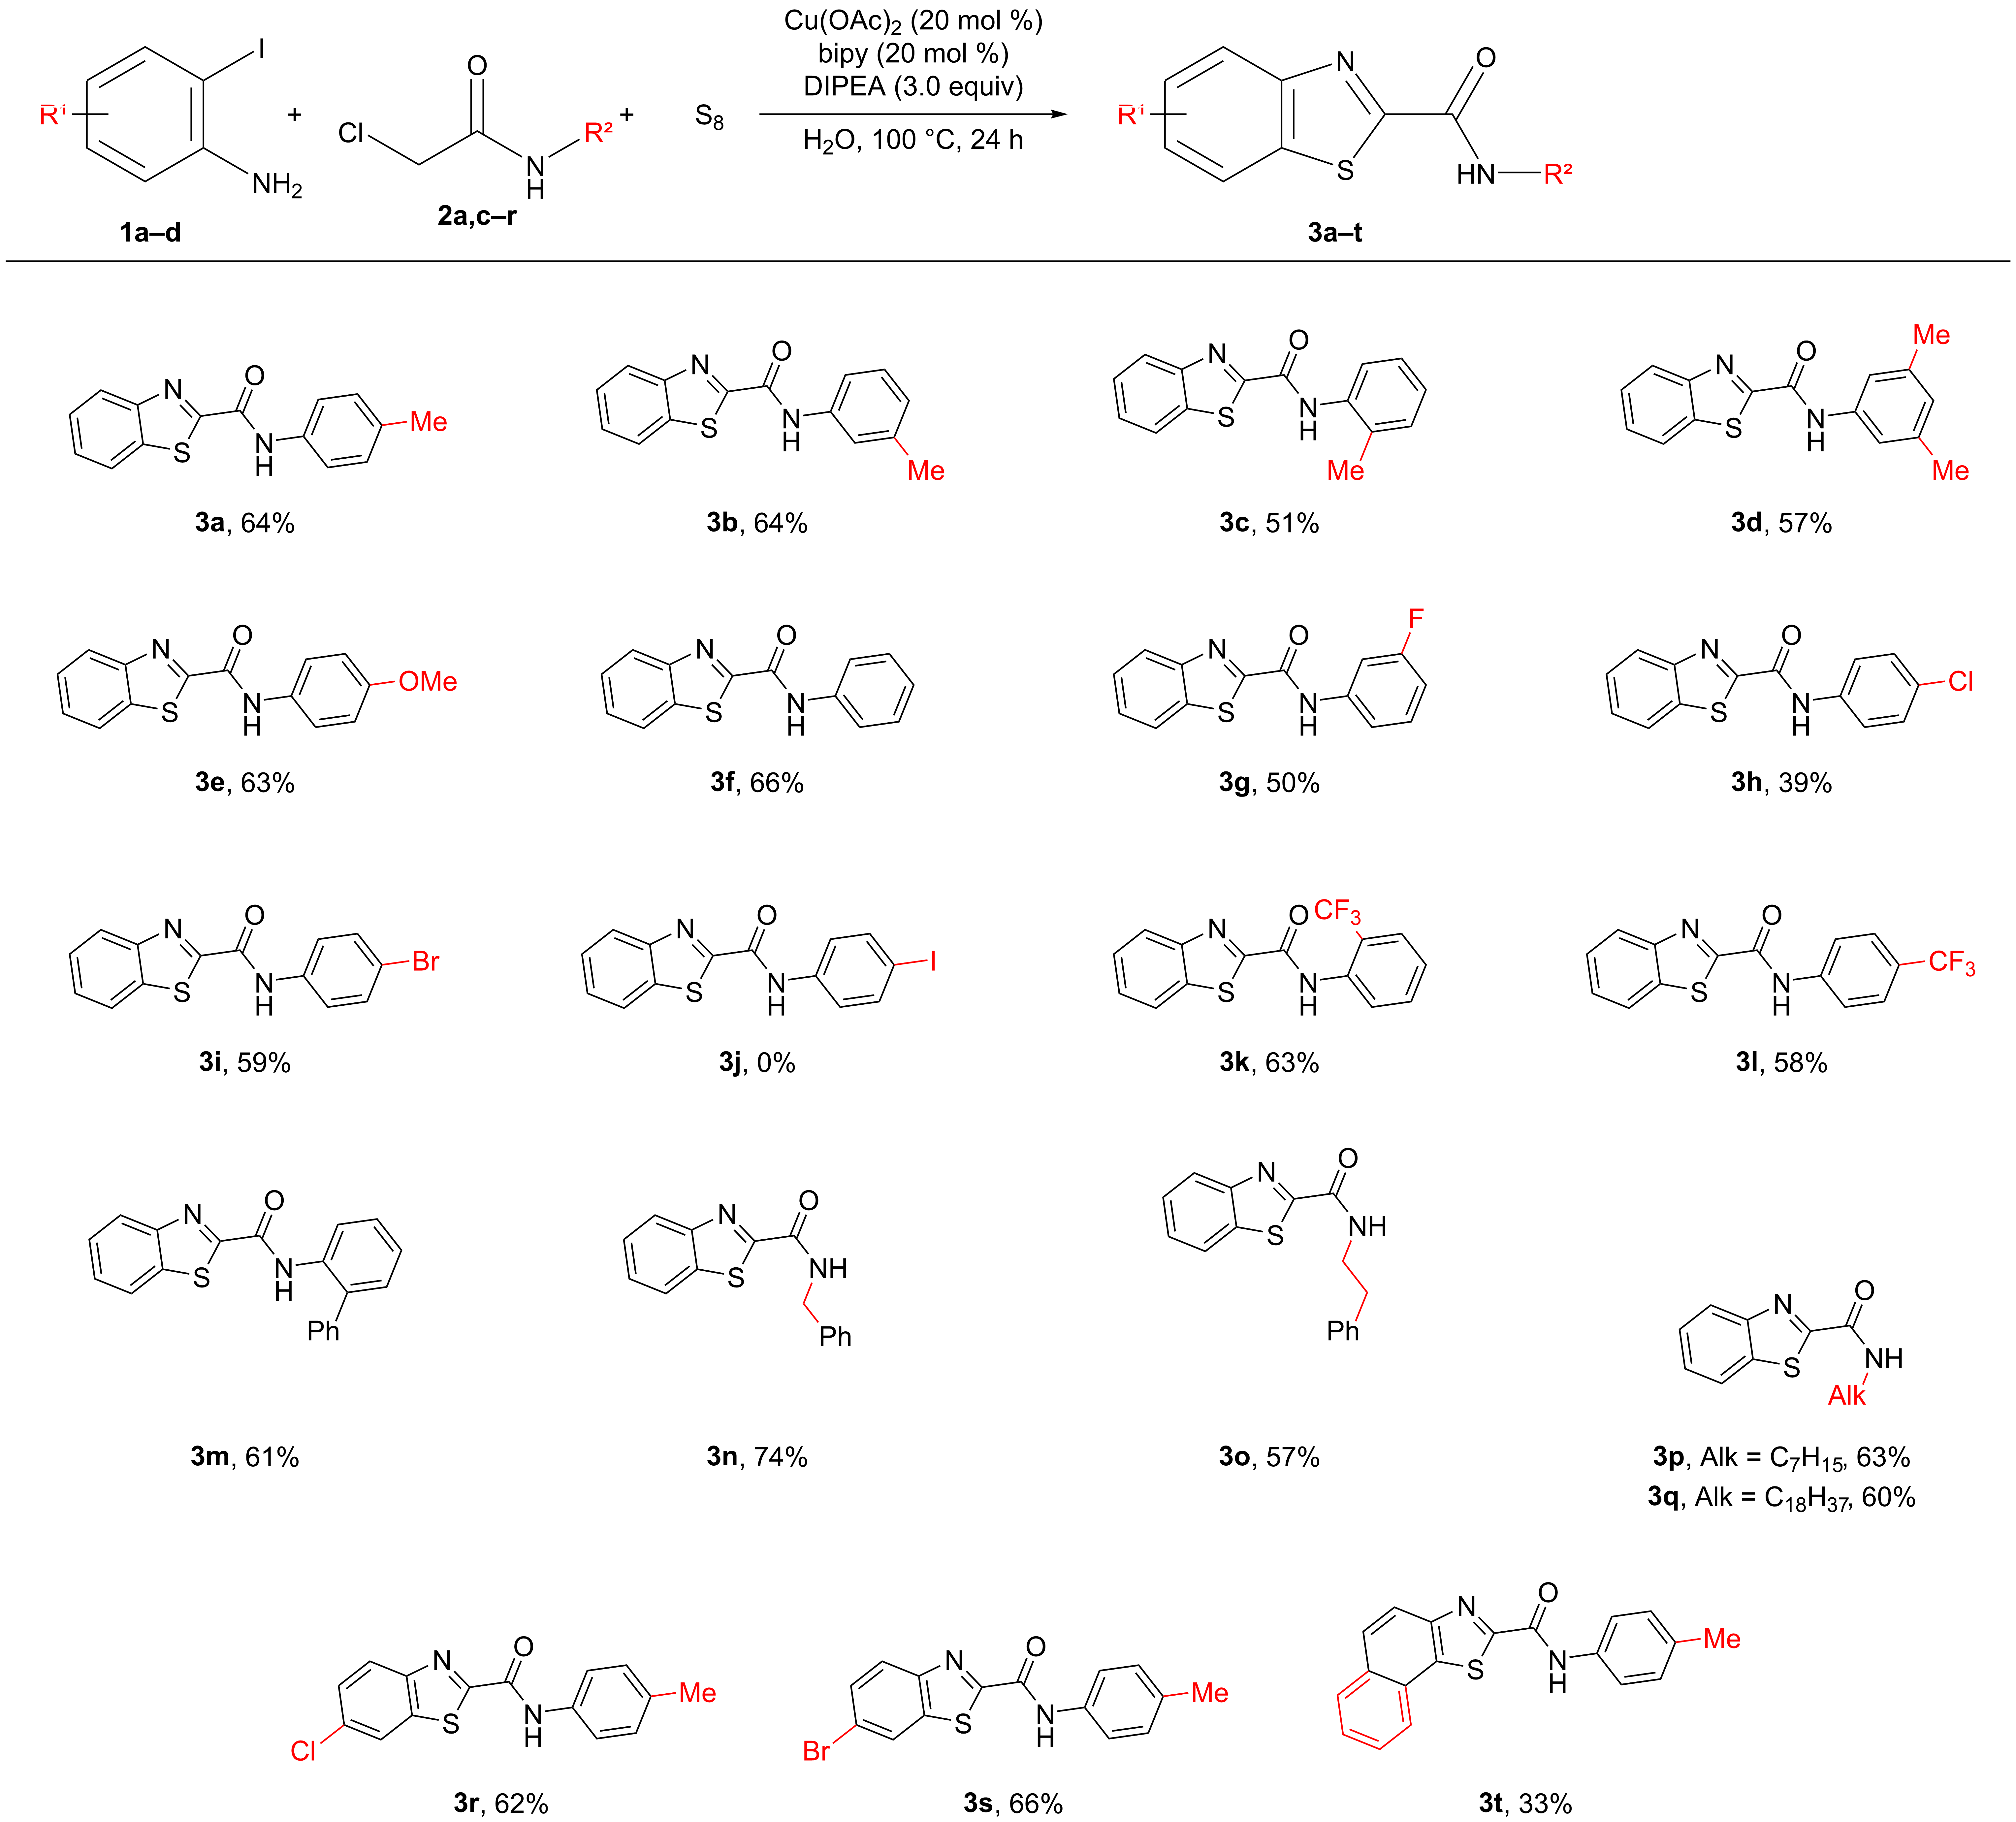 Cu(OAc)₂ (20 mol %)
bipy (20 mol %)
DIPEA (3.0 equiv)
H₂O, 100 °C, 24 h
R¹
I
NH₂
1a–d
+
Cl
O
N
H
R²
2a,c–r
+
S₈
R¹
N
S
O
HN
R²
3a–t
N
S
O
N
H
Me
3a, 64%
N
S
O
N
H
Me
3b, 64%
N
S
O
N
H
Me
3c, 51%
N
S
O
N
H
Me
Me
3d, 57%
N
S
O
N
H
OMe
3e, 63%
N
S
O
N
H
3f, 66%
N
S
O
N
H
F
3g, 50%
N
S
O
N
H
Cl
3h, 39%
N
S
O
N
H
Br
3i, 59%
N
S
O
N
H
I
3j, 0%
N
S
O
N
H
CF₃
3k, 63%
N
S
O
N
H
CF₃
3l, 58%
N
S
O
N
H
Ph
3m, 61%
N
S
O
NH
Ph
3n, 74%
N
S
O
NH
Ph
3o, 57%
N
S
O
NH
Alk
3p, Alk = C₇H₁₅, 63%
3q, Alk = C₁₈H₃₇, 60%
N
S
O
N
H
Me
Cl
3r, 62%
N
S
O
N
H
Me
Br
3s, 66%
N
S
O
N
H
Me
3t, 33%